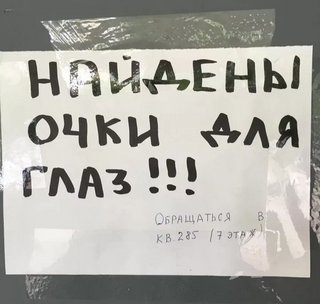 НАЙДЕНЫ
ОЧКИ ДЛЯ
ГЛАЗ!!!
ОБРАЩАТЬСЯ В
КВ.285 (7 ЭТАЖ)